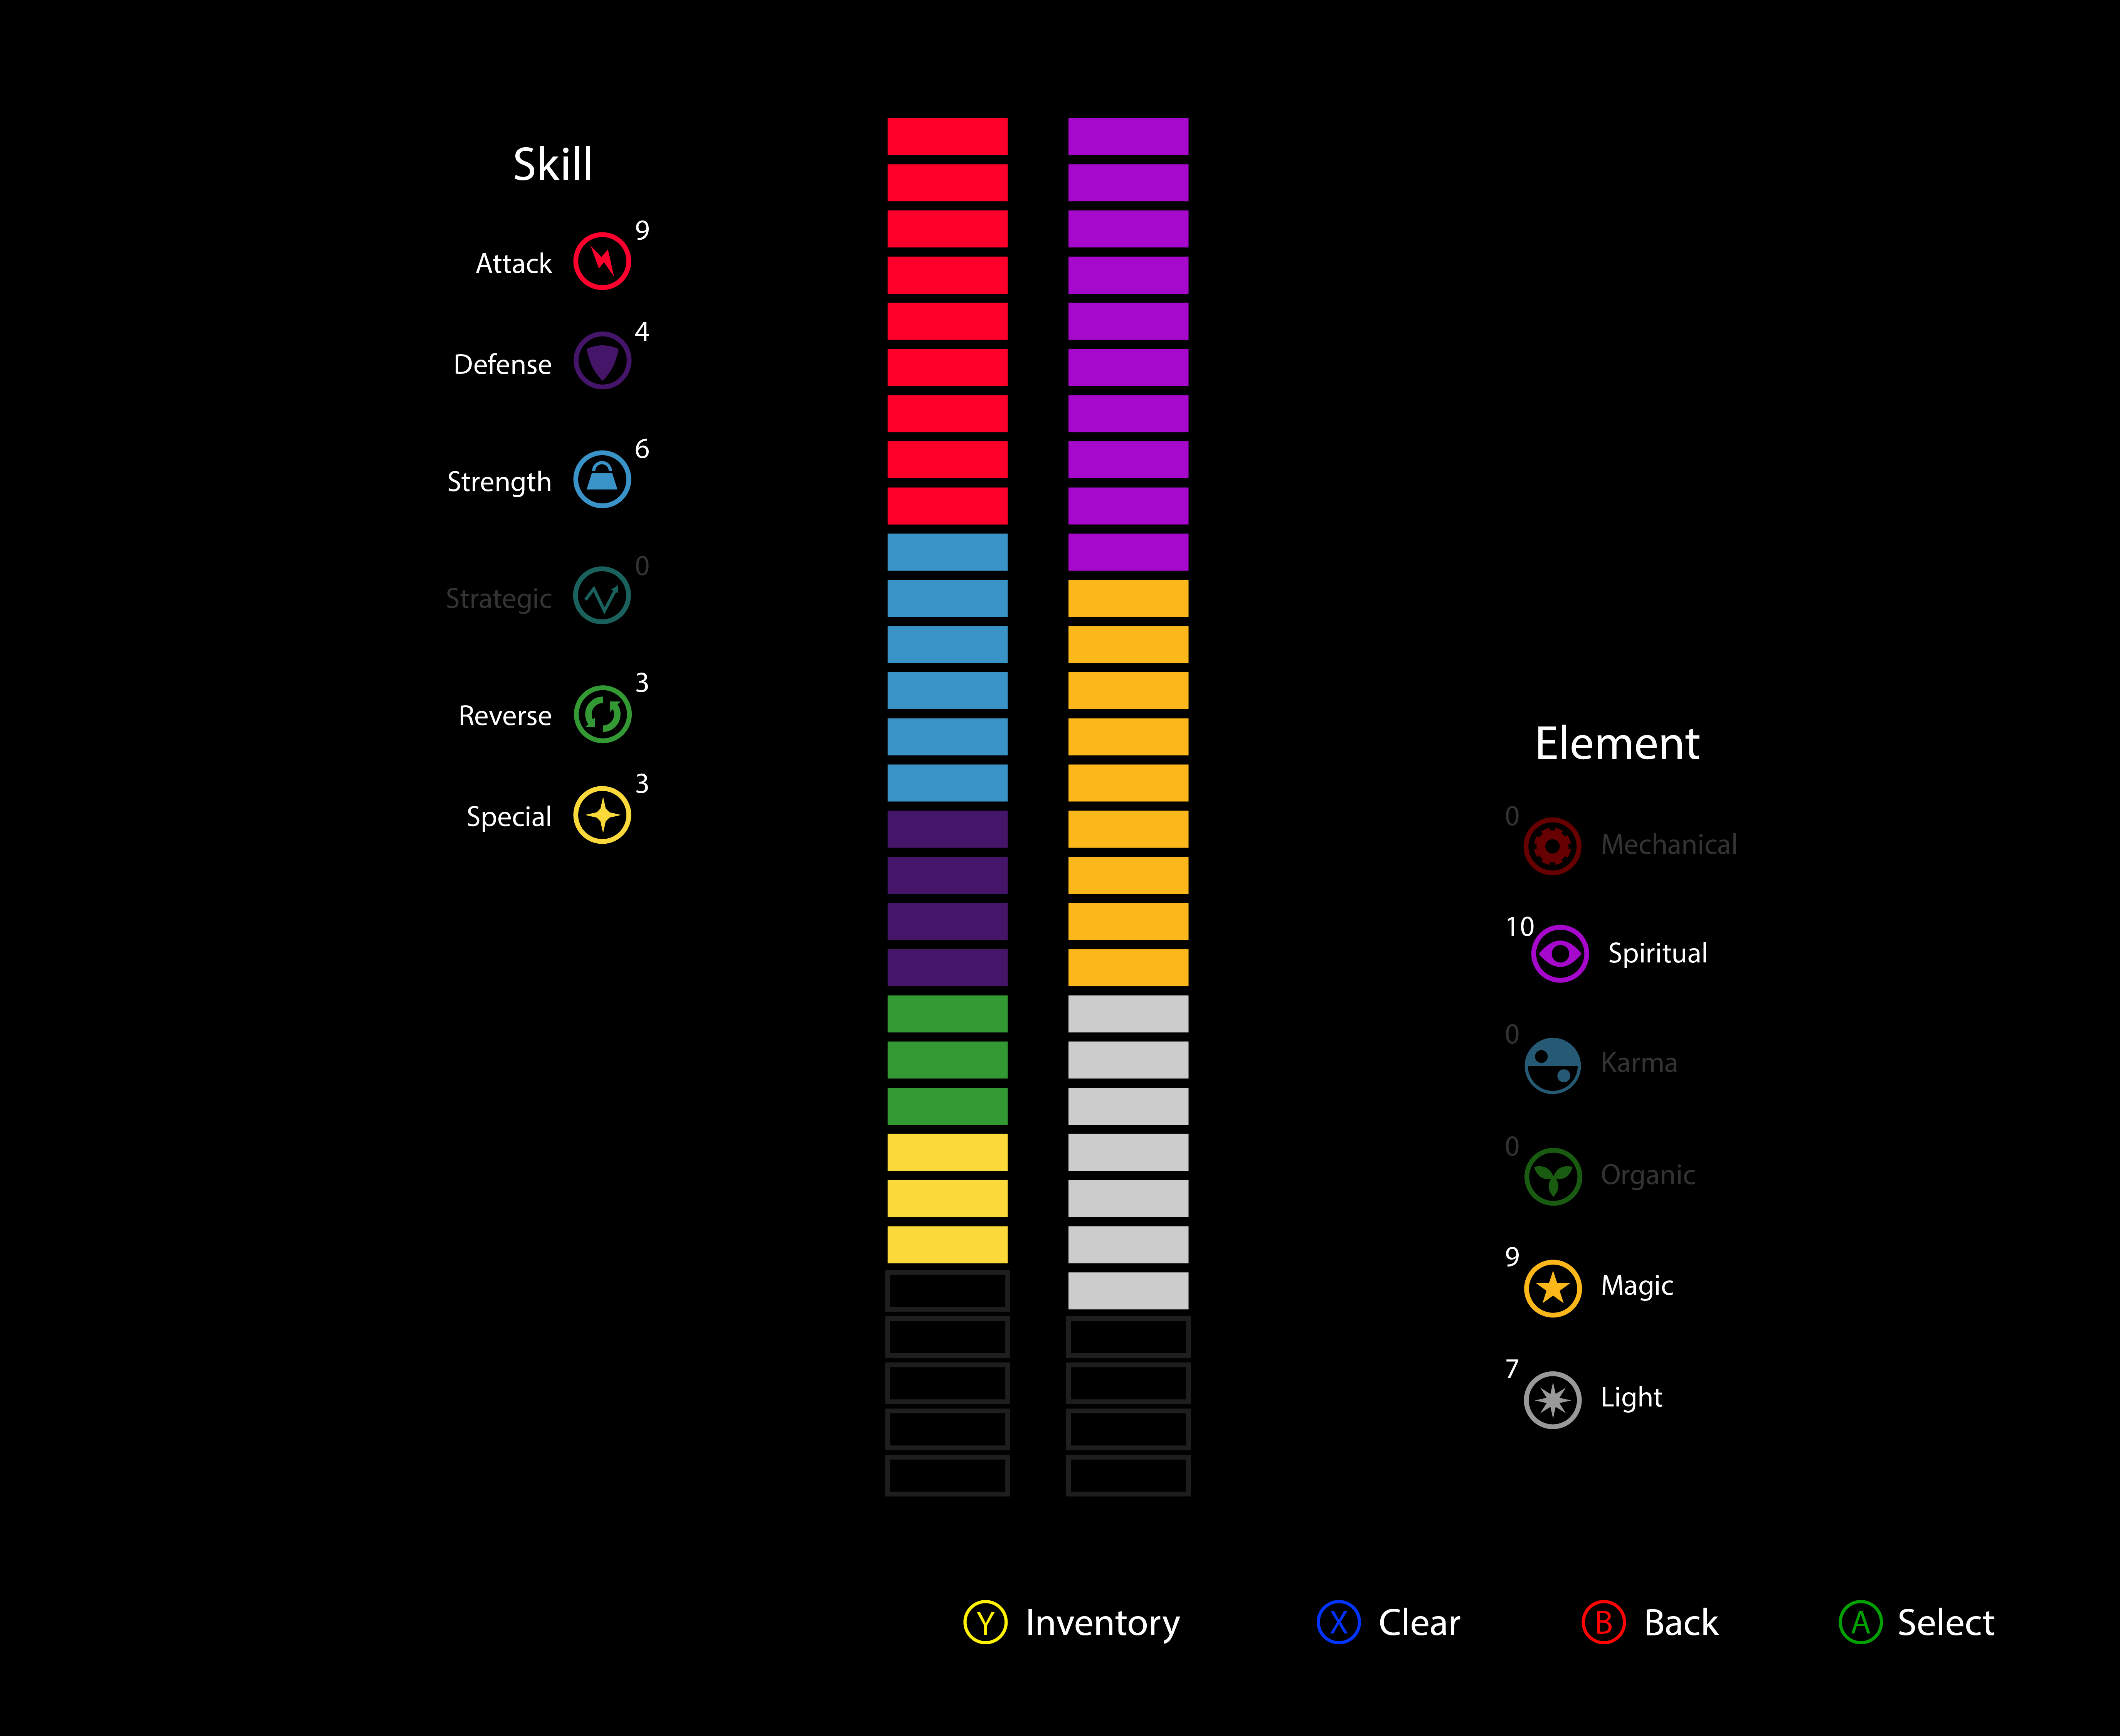 Skill
9
Attack
4
Defense
6
Strength
0
Strategic
3
Reverse
3
Special
Element
0
Mechanical
10
Spiritual
0
Karma
0
Organic
9
Magic
7
Light
Y Inventory X Clear B Back A Select